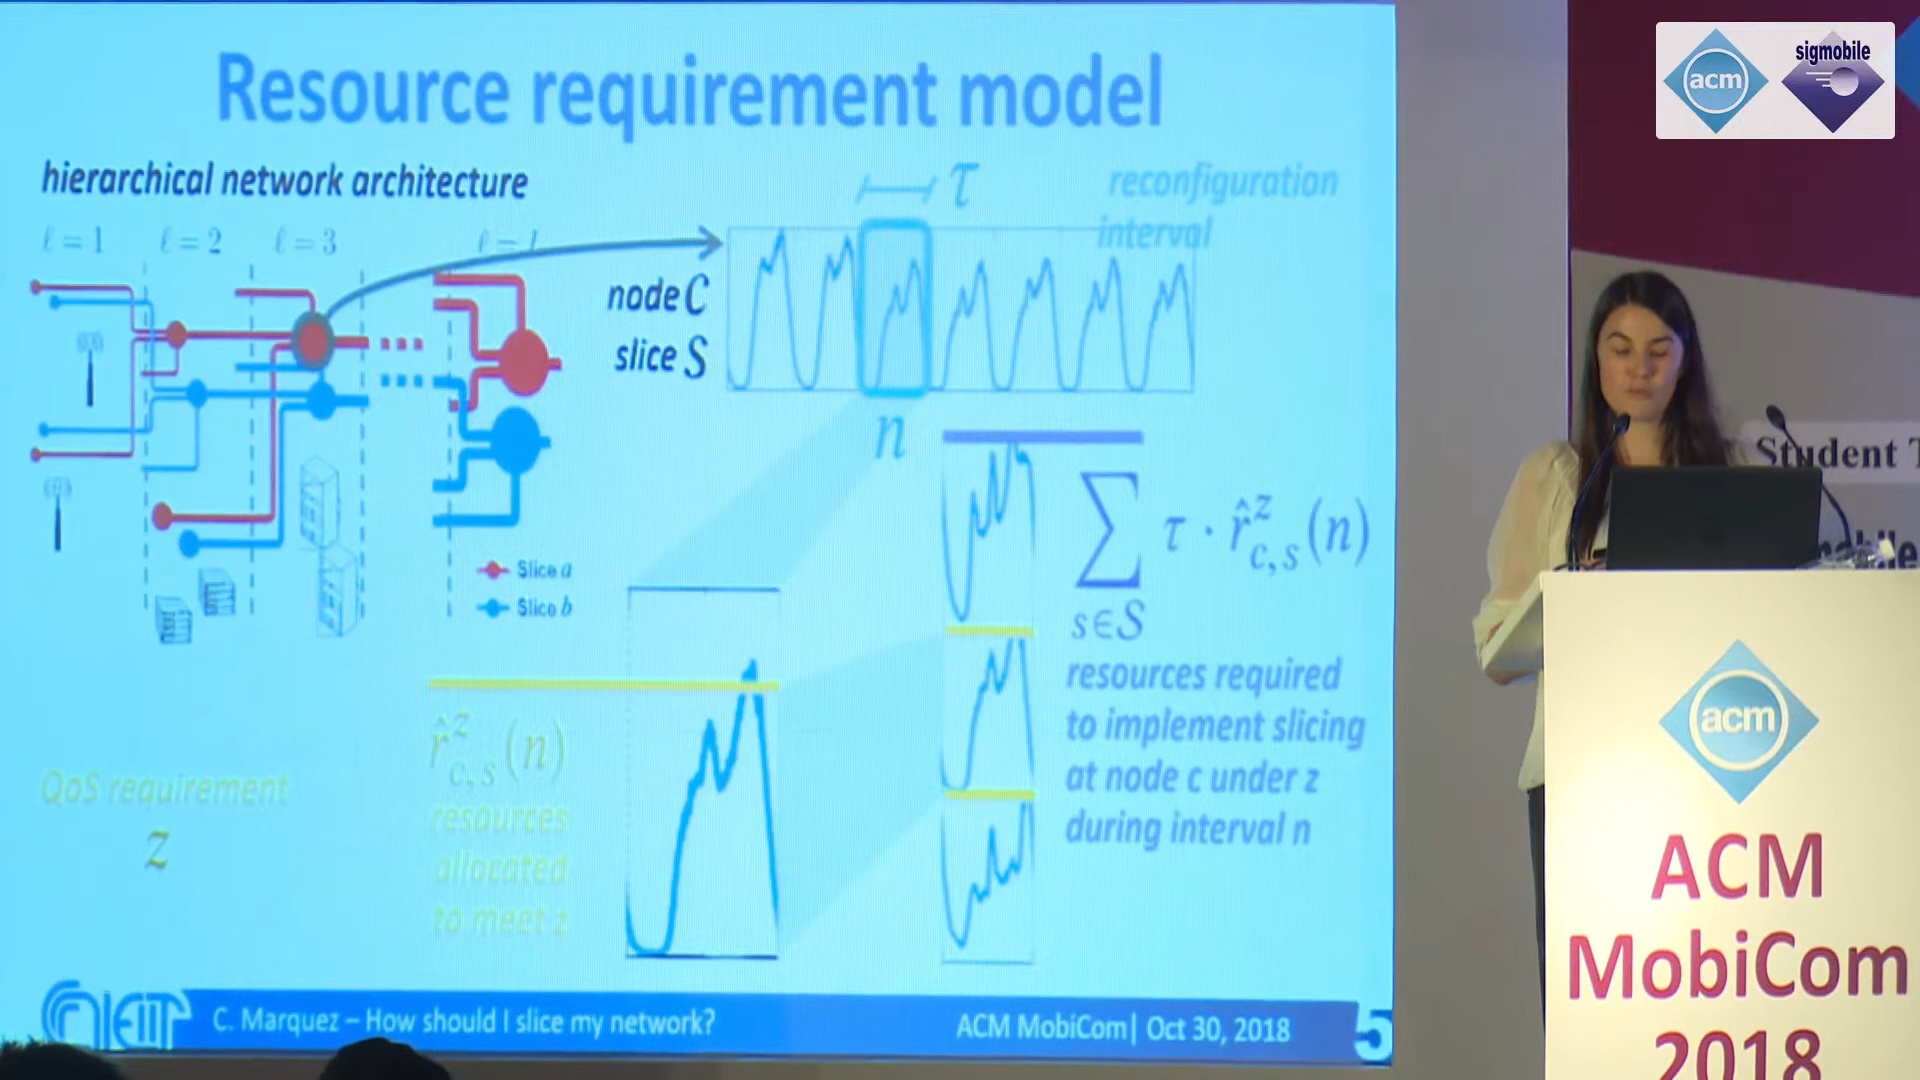 Resource requirement model
hierarchical network architecture
ℓ = 1 ℓ = 2 ℓ = 3
τ
reconfiguration
interval
node C
slice S
n
Slice a
Slice b
∑ τ · r̂ᶻ c,s (n)
s∈S
resources required
to implement slicing
at node c under z
during interval n
r̂ᶻ c,s (n)
resources
allocated
to meet z
QoS requirement
z
C. Marquez – How should I slice my network?
ACM MobiCom| Oct 30, 2018
5
acm
sigmobile
Student
acm
ACM
MobiCom
2018